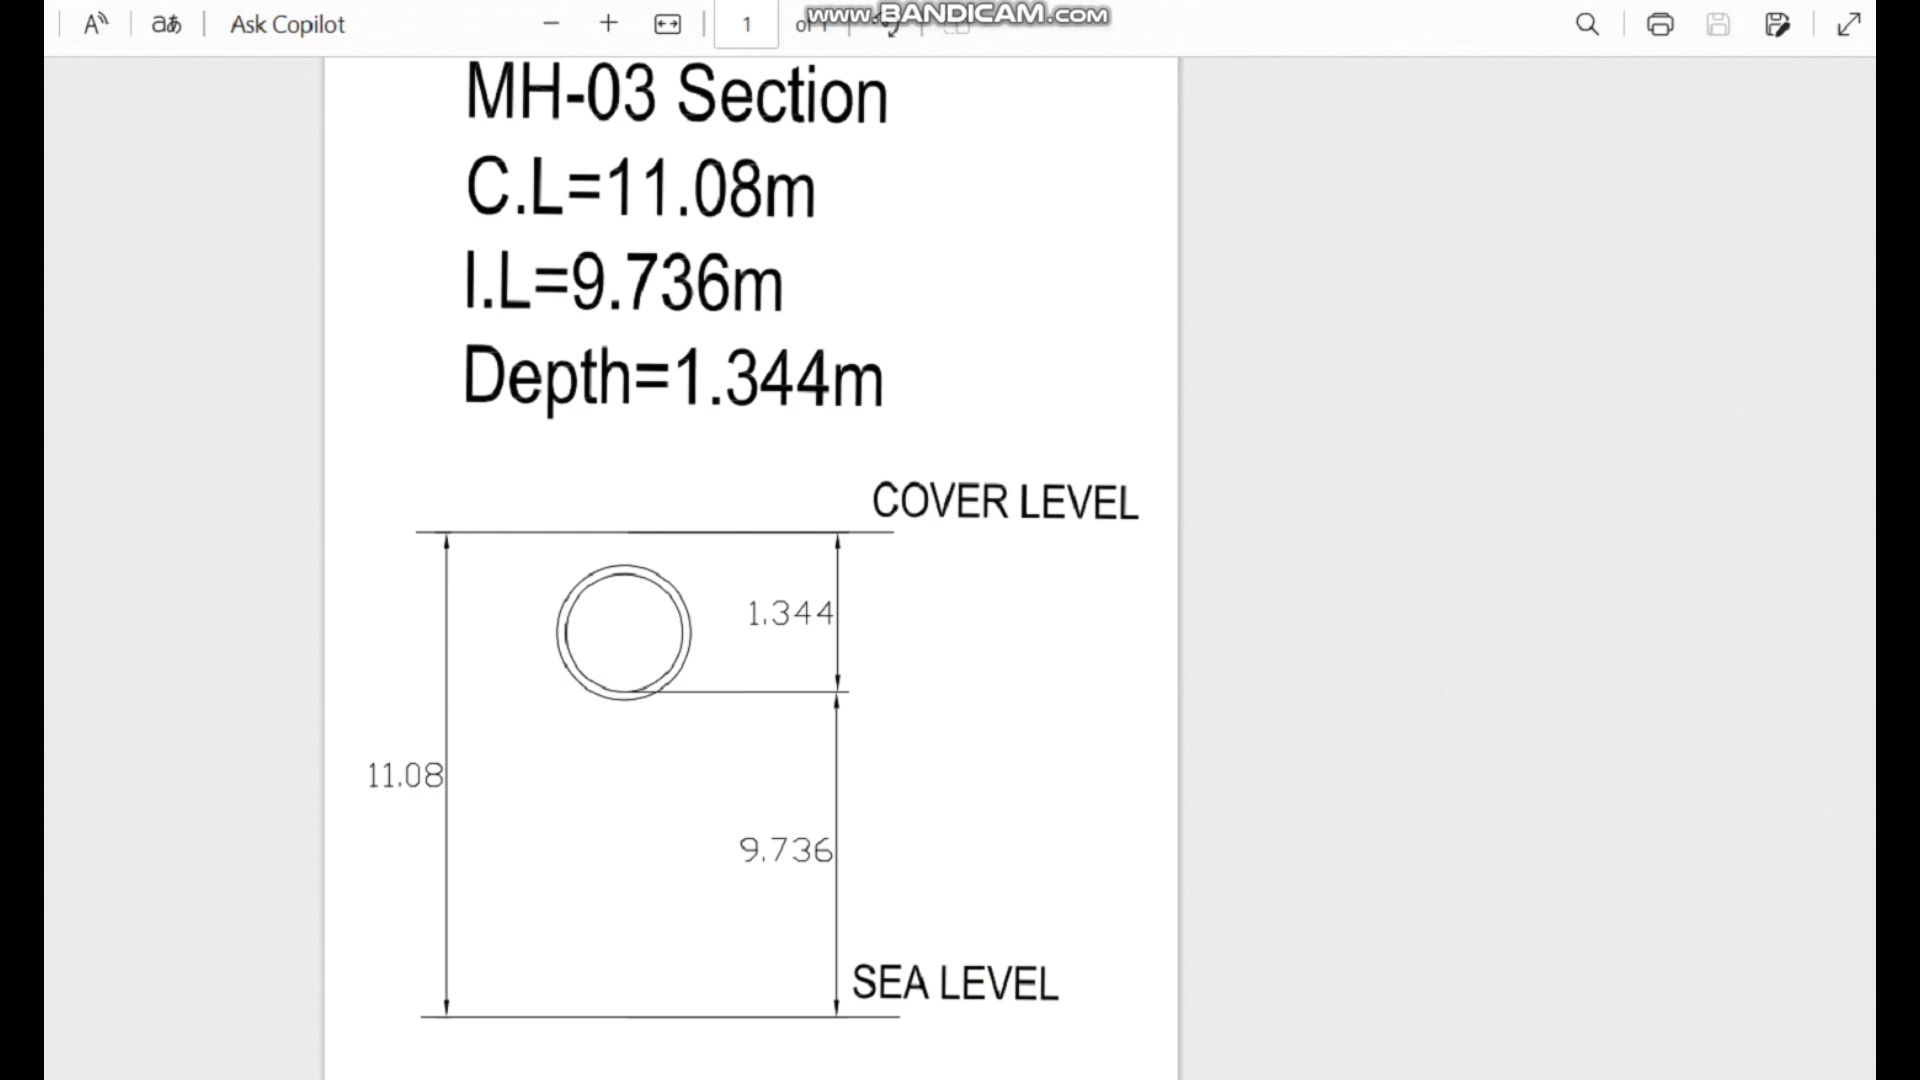 www.BANDICAM.com
Ask Copilot
1
MH-03 Section
C.L=11.08m
I.L=9.736m
Depth=1.344m
COVER LEVEL
1.344
11.08
9.736
SEA LEVEL